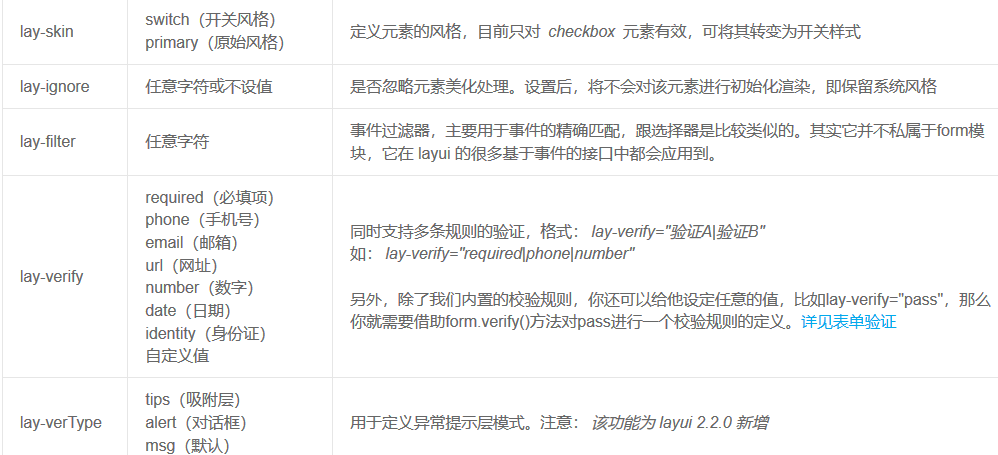 lay-skin
switch（开关风格）
primary（原始风格）
定义元素的风格，目前只对 checkbox 元素有效，可将其转变为开关样式
lay-ignore
任意字符或不设值
是否忽略元素美化处理。设置后，将不会对该元素进行初始化渲染，即保留系统风格
lay-filter
任意字符
事件过滤器，主要用于事件的精确匹配，跟选择器是比较类似的。其实它并不私属于form模
块，它在 layui 的很多基于事件的接口中都会应用到。
lay-verify
required（必填项）
phone（手机号）
email（邮箱）
url（网址）
number（数字）
date（日期）
identity（身份证）
自定义值
同时支持多条规则的验证，格式： lay-verify="验证A|验证B"
如： lay-verify="required|phone|number"
另外，除了我们内置的校验规则，你还可以给他设定任意的值，比如lay-verify="pass"，那么
你就需要借助form.verify()方法对pass进行一个校验规则的定义。详见表单验证
lay-verType
tips（吸附层）
alert（对话框）
msg（默认）
用于定义异常提示层模式。注意： 该功能为 layui 2.2.0 新增